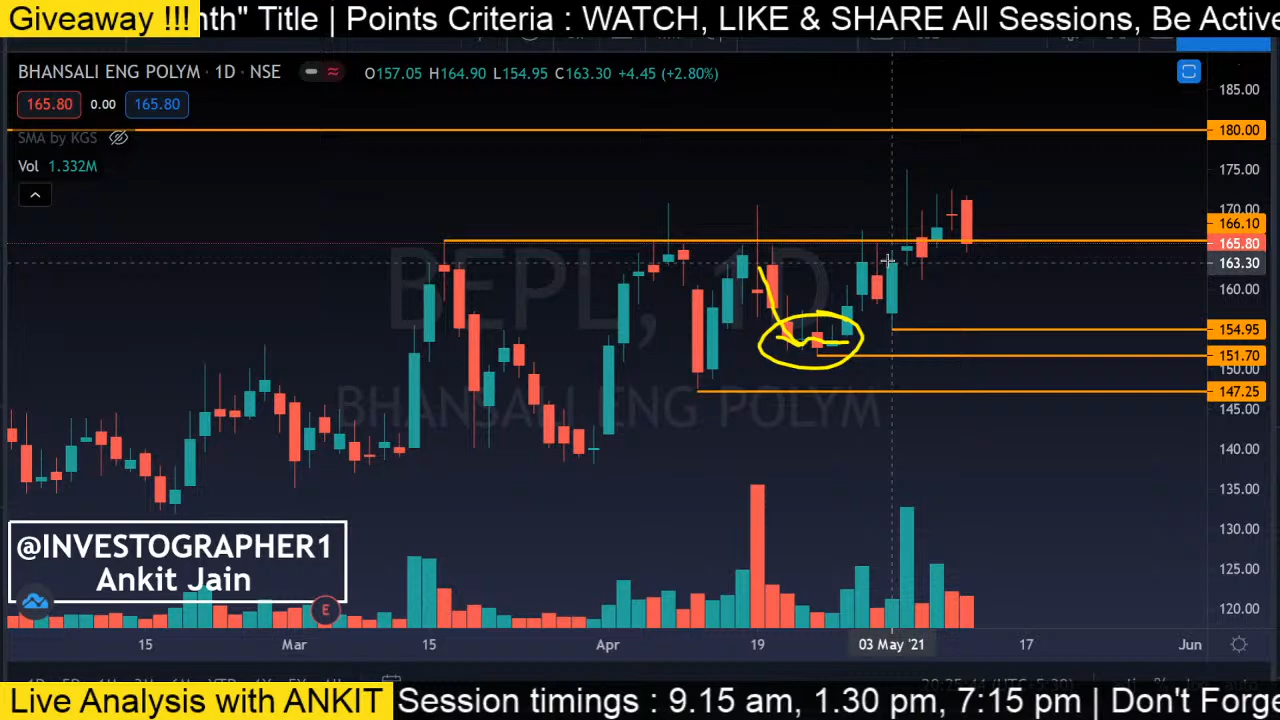 Giveaway !!! nth" Title | Points Criteria : WATCH, LIKE & SHARE All Sessions, Be Active
BHANSALI ENG POLYM · 1D · NSE O157.05 H164.90 L154.95 C163.30 +4.45 (+2.80%)
165.80 0.00 165.80
SMA by KGS
Vol 1.332M
BEPL, 1D
BHANSALI ENG POLYM
185.00
180.00
175.00
170.00
166.10
165.80
163.30
160.00
154.95
151.70
150.00
147.25
145.00
140.00
135.00
130.00
125.00
120.00
@INVESTOGRAPHER1
Ankit Jain
E
15 Mar 15 Apr 19 03 May '21 17 Jun
Live Analysis with ANKIT Session timings : 9.15 am, 1.30 pm, 7:15 pm | Don't Forge